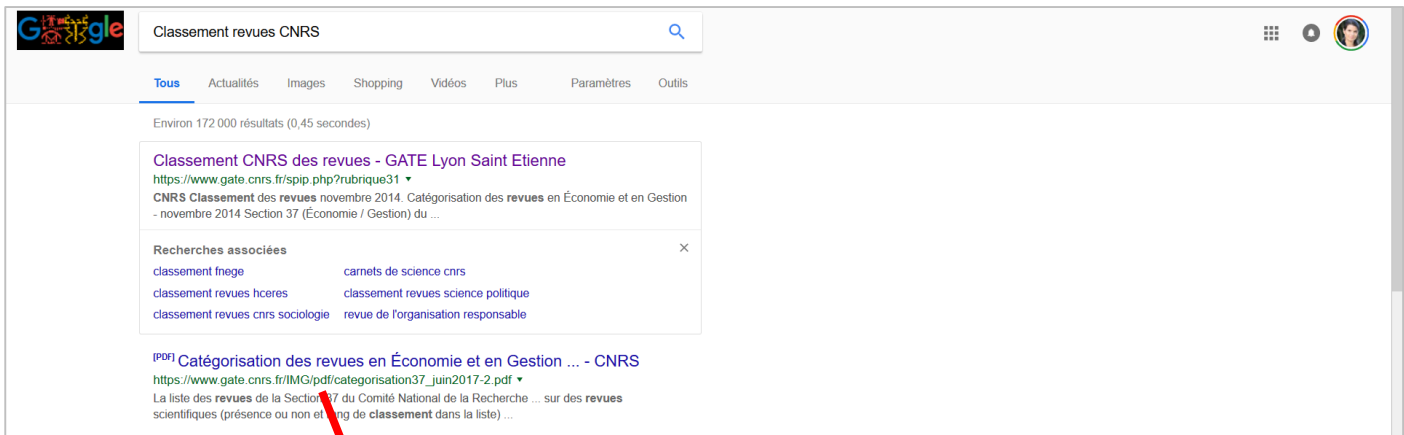 Google
Classement revues CNRS
Tous Actualités Images Shopping Vidéos Plus Paramètres Outils
Environ 172 000 résultats (0,45 secondes)
Classement CNRS des revues - GATE Lyon Saint Etienne
https://www.gate.cnrs.fr/spip.php?rubrique31
CNRS Classement des revues novembre 2014. Catégorisation des revues en Économie et en Gestion
- novembre 2014 Section 37 (Économie / Gestion) du ...
Recherches associées
classement fnege carnets de science cnrs
classement revues hceres classement revues science politique
classement revues cnrs sociologie revue de l'organisation responsable
[PDF] Catégorisation des revues en Économie et en Gestion ... - CNRS
https://www.gate.cnrs.fr/IMG/pdf/categorisation37_juin2017-2.pdf
La liste des revues de la Section 37 du Comité National de la Recherche ... sur des revues
scientifiques (présence ou non et rang de classement dans la liste) ...